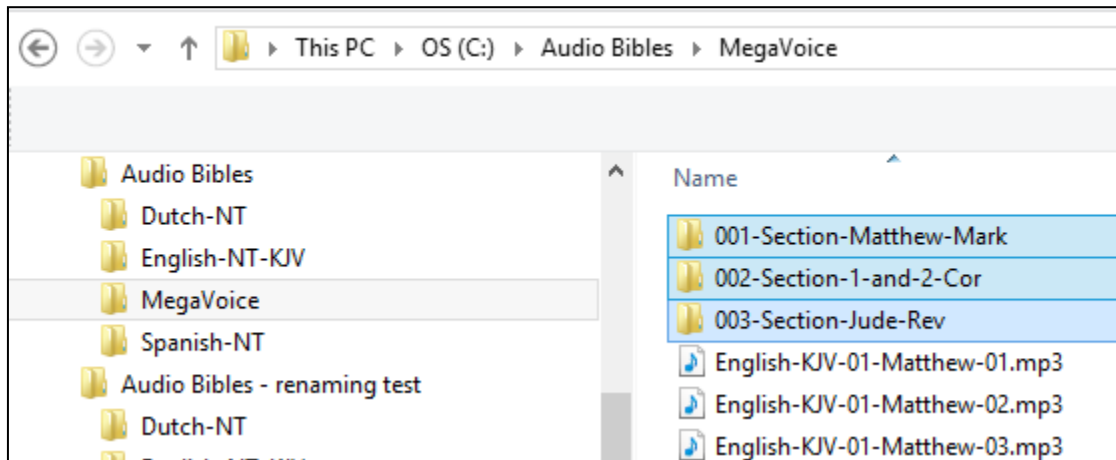 This PC OS (C:) Audio Bibles MegaVoice
Audio Bibles
Dutch-NT
English-NT-KJV
MegaVoice
Spanish-NT
Audio Bibles - renaming test
Dutch-NT
Name
001-Section-Matthew-Mark
002-Section-1-and-2-Cor
003-Section-Jude-Rev
English-KJV-01-Matthew-01.mp3
English-KJV-01-Matthew-02.mp3
English-KJV-01-Matthew-03.mp3